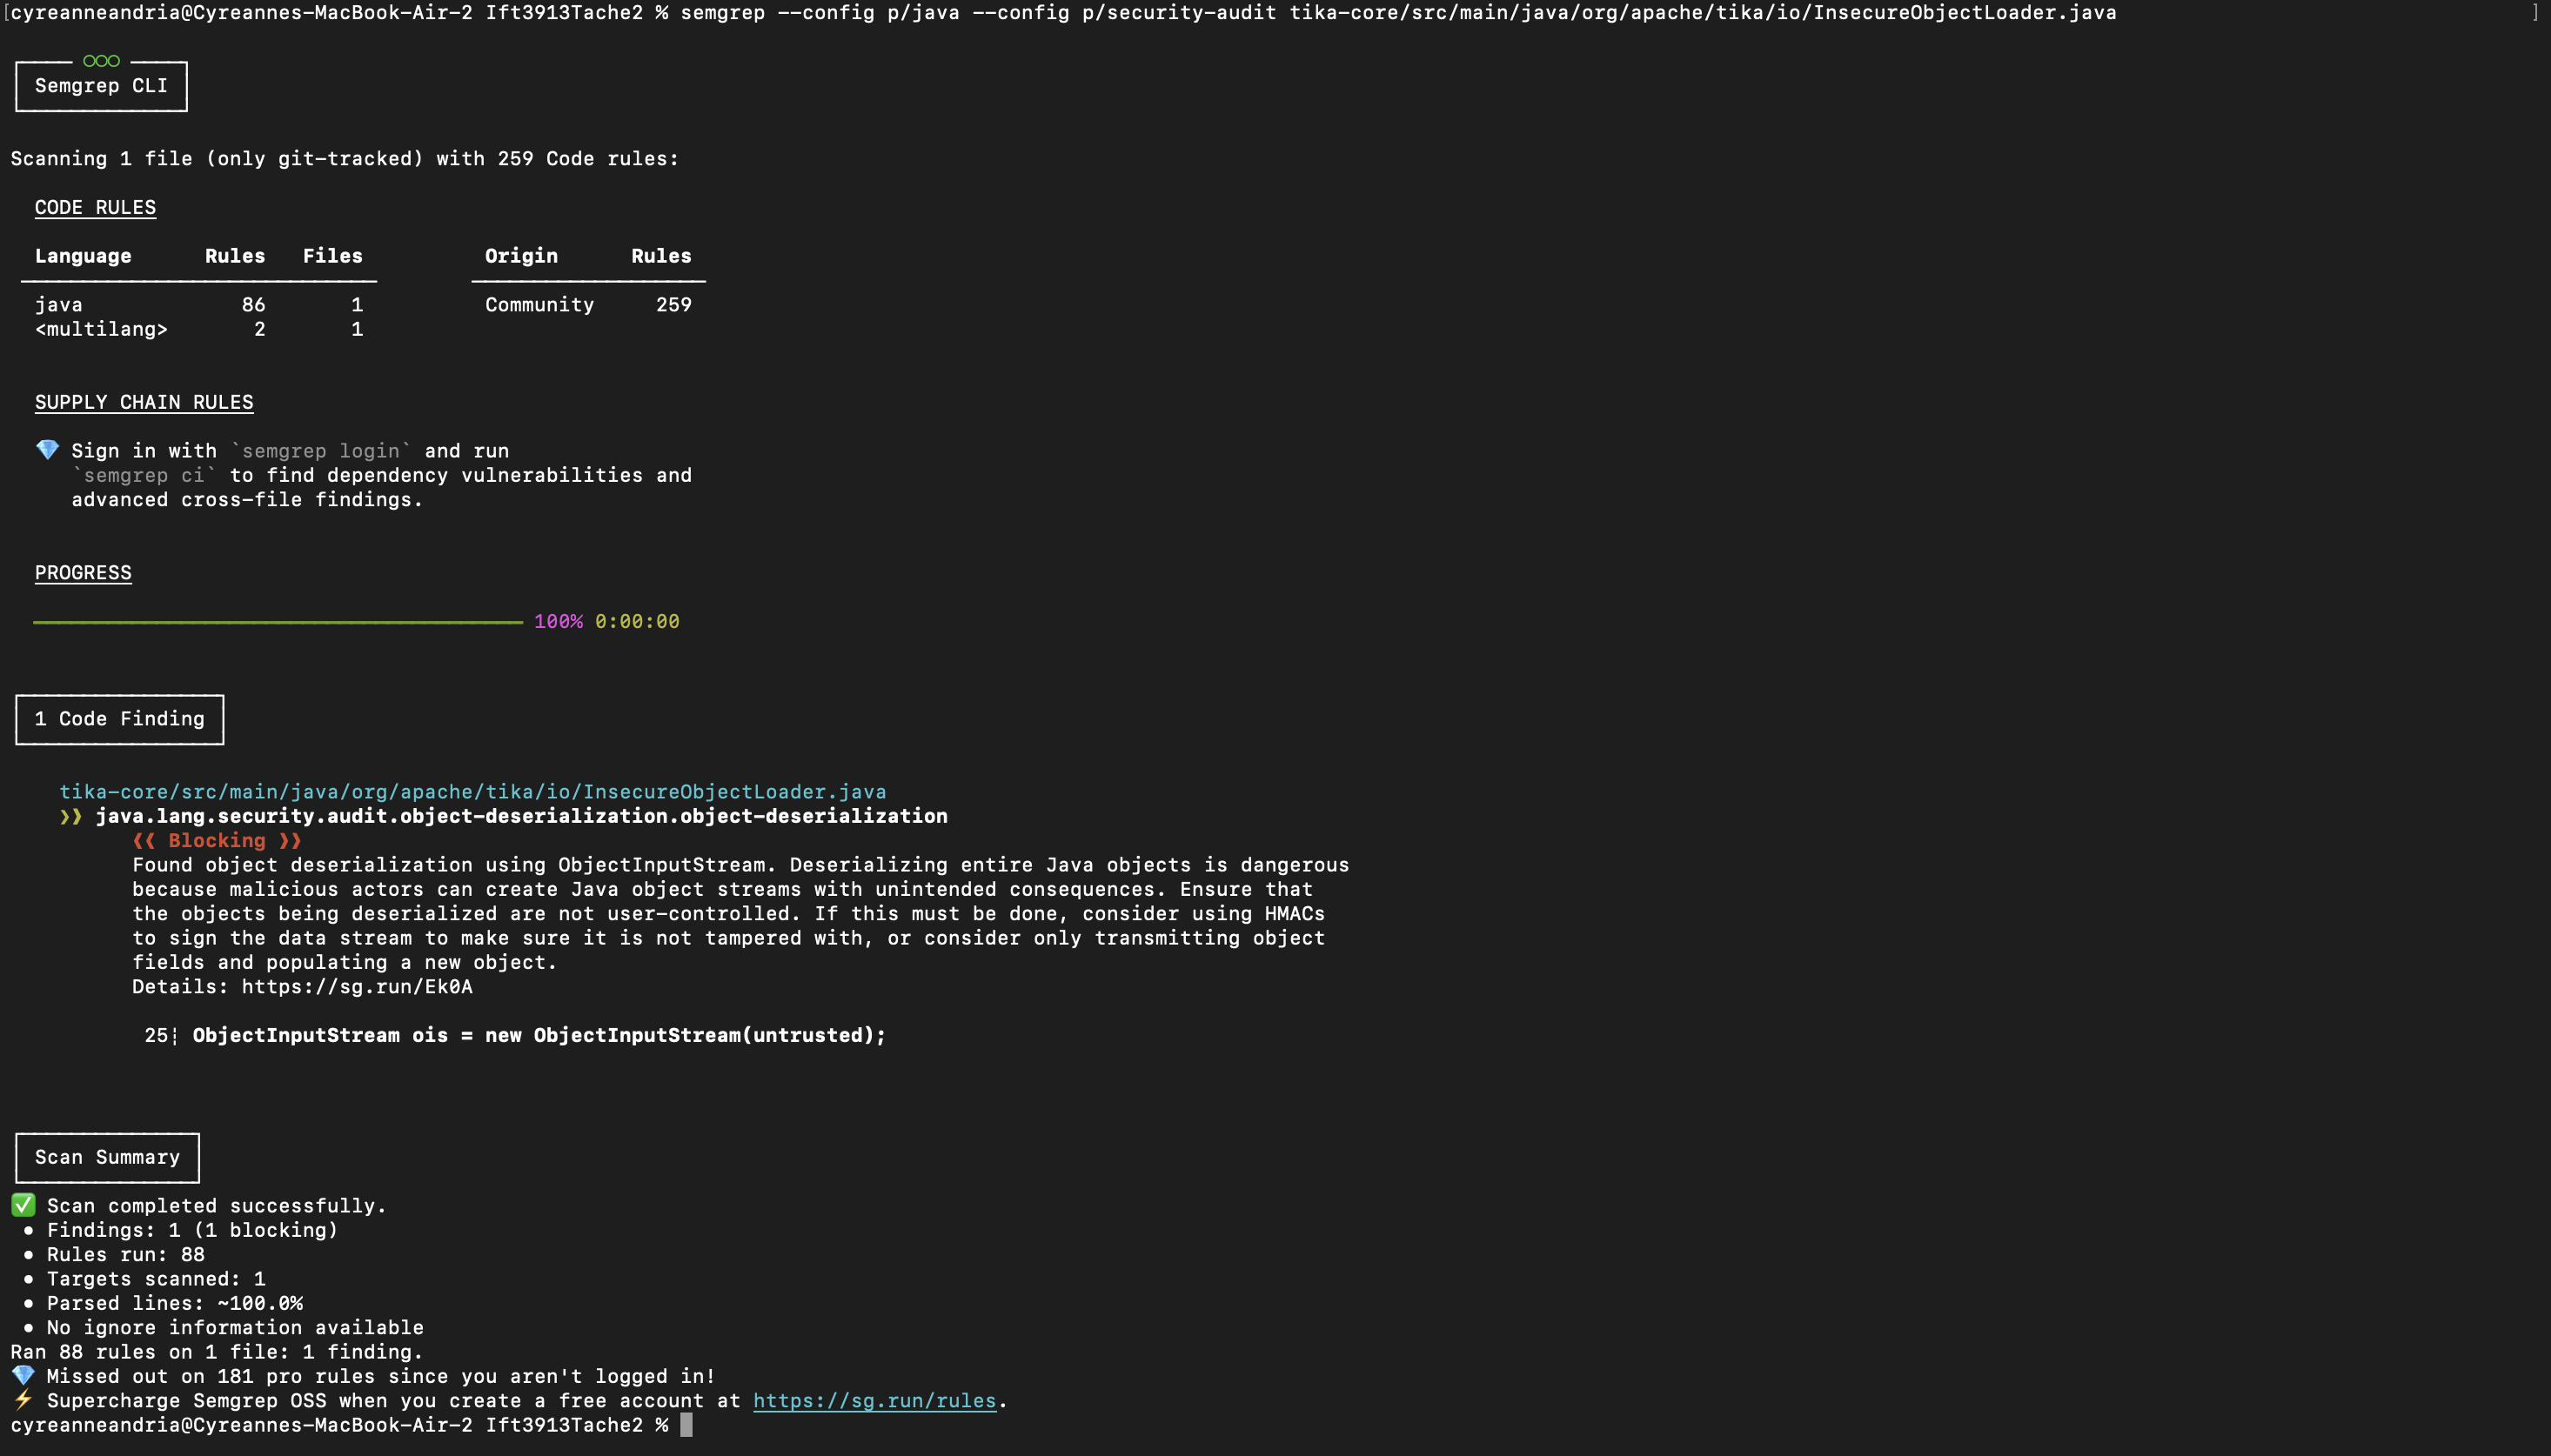 [cyreanneandria@Cyreannes-MacBook-Air-2 Ift3913Tache2 % semgrep --config p/java --config p/security-audit tika-core/src/main/java/org/apache/tika/io/InsecureObjectLoader.java ]
○○○
Semgrep CLI
Scanning 1 file (only git-tracked) with 259 Code rules:
CODE RULES
Language Rules Files Origin Rules
java 86 1 Community 259
<multilang> 2 1
SUPPLY CHAIN RULES
💎 Sign in with `semgrep login` and run
`semgrep ci` to find dependency vulnerabilities and
advanced cross-file findings.
PROGRESS
100% 0:00:00
1 Code Finding
tika-core/src/main/java/org/apache/tika/io/InsecureObjectLoader.java
❯❱ java.lang.security.audit.object-deserialization.object-deserialization
❰❰ Blocking ❱❱
Found object deserialization using ObjectInputStream. Deserializing entire Java objects is dangerous
because malicious actors can create Java object streams with unintended consequences. Ensure that
the objects being deserialized are not user-controlled. If this must be done, consider using HMACs
to sign the data stream to make sure it is not tampered with, or consider only transmitting object
fields and populating a new object.
Details: https://sg.run/Ek0A
25┆ ObjectInputStream ois = new ObjectInputStream(untrusted);
Scan Summary
✅ Scan completed successfully.
• Findings: 1 (1 blocking)
• Rules run: 88
• Targets scanned: 1
• Parsed lines: ~100.0%
• No ignore information available
Ran 88 rules on 1 file: 1 finding.
💎 Missed out on 181 pro rules since you aren't logged in!
⚡ Supercharge Semgrep OSS when you create a free account at https://sg.run/rules.
cyreanneandria@Cyreannes-MacBook-Air-2 Ift3913Tache2 %